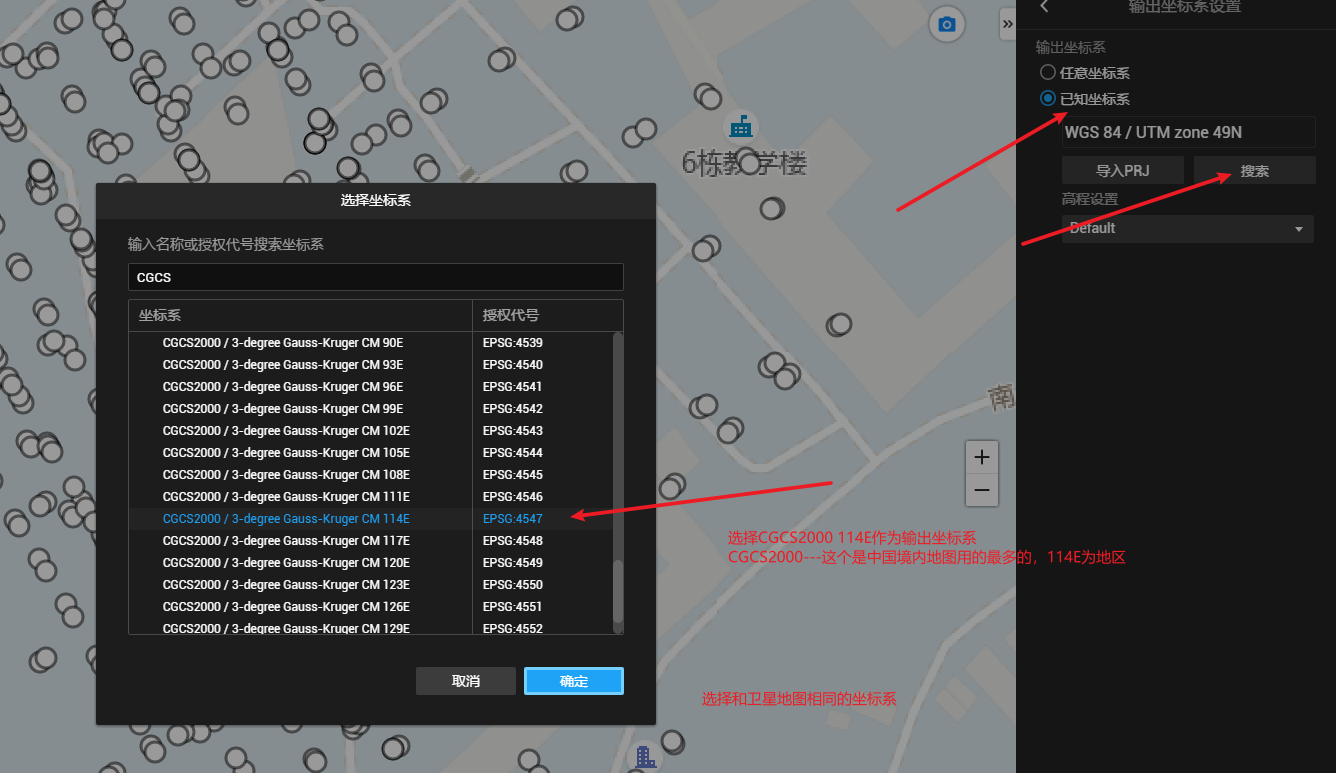 输出坐标系设置
输出坐标系
任意坐标系
已知坐标系
WGS 84 / UTM zone 49N
导入PRJ
搜索
高程设置
Default
6栋教学楼
南
选择坐标系
输入名称或授权代号搜索坐标系
CGCS
坐标系 授权代号
CGCS2000 / 3-degree Gauss-Kruger CM 90E EPSG:4539
CGCS2000 / 3-degree Gauss-Kruger CM 93E EPSG:4540
CGCS2000 / 3-degree Gauss-Kruger CM 96E EPSG:4541
CGCS2000 / 3-degree Gauss-Kruger CM 99E EPSG:4542
CGCS2000 / 3-degree Gauss-Kruger CM 102E EPSG:4543
CGCS2000 / 3-degree Gauss-Kruger CM 105E EPSG:4544
CGCS2000 / 3-degree Gauss-Kruger CM 108E EPSG:4545
CGCS2000 / 3-degree Gauss-Kruger CM 111E EPSG:4546
CGCS2000 / 3-degree Gauss-Kruger CM 114E EPSG:4547
CGCS2000 / 3-degree Gauss-Kruger CM 117E EPSG:4548
CGCS2000 / 3-degree Gauss-Kruger CM 120E EPSG:4549
CGCS2000 / 3-degree Gauss-Kruger CM 123E EPSG:4550
CGCS2000 / 3-degree Gauss-Kruger CM 126E EPSG:4551
CGCS2000 / 3-degree Gauss-Kruger CM 129E EPSG:4552
取消
确定
选择CGCS2000 114E作为输出坐标系
CGCS2000---这个是中国境内地图用的最多的，114E为地区
选择和卫星地图相同的坐标系